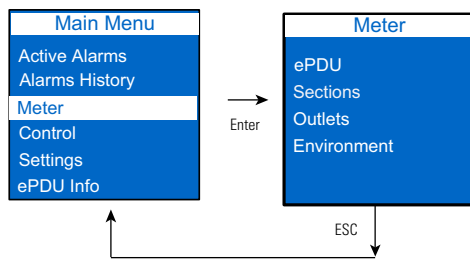 Main Menu
Active Alarms
Alarms History
Meter
Control
Settings
ePDU Info
Enter
Meter
ePDU
Sections
Outlets
Environment
ESC